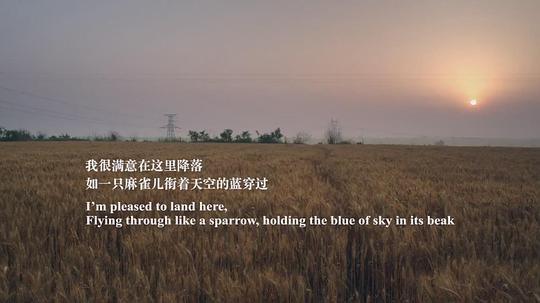 我很满意在这里降落
如一只麻雀儿衔着天空的蓝穿过
I'm pleased to land here,
Flying through like a sparrow, holding the blue of sky in its beak